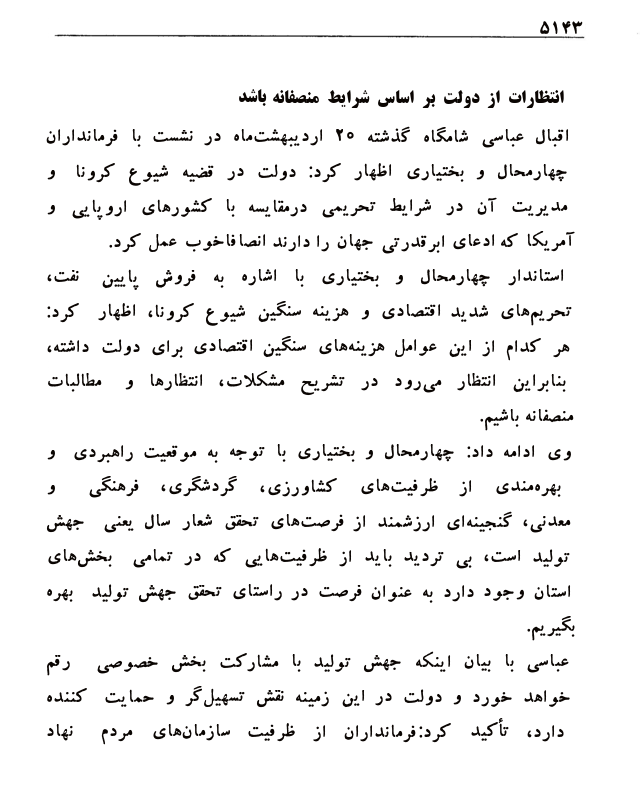 ۵۱۴۳
انتظارات از دولت بر اساس شرایط منصفانه باشد
اقبال عباسی شامگاه گذشته ۲۵ اردیبهشت‌ماه در نشست با فرمانداران
چهارمحال و بختیاری اظهار کرد: دولت در قضیه شیوع کرونا و
مدیریت آن در شرایط تحریمی درمقایسه با کشورهای اروپایی و
آمریکا که ادعای ابرقدرتی جهان را دارند انصافاخوب عمل کرد.
استاندار چهارمحال و بختیاری با اشاره به فروش پایین نفت،
تحریم‌های شدید اقتصادی و هزینه سنگین شیوع کرونا، اظهار کرد:
هر کدام از این عوامل هزینه‌های سنگین اقتصادی برای دولت داشته،
بنابراین انتظار می‌رود در تشریح مشکلات، انتظارها و مطالبات
منصفانه باشیم.
وی ادامه داد: چهارمحال و بختیاری با توجه به موقعیت راهبردی و
بهره‌مندی از ظرفیت‌های کشاورزی، گردشگری، فرهنگی و
معدنی، گنجینه‌ای ارزشمند از فرصت‌های تحقق شعار سال یعنی جهش
تولید است، بی تردید باید از ظرفیت‌هایی که در تمامی بخش‌های
استان وجود دارد به عنوان فرصت در راستای تحقق جهش تولید بهره
بگیریم.
عباسی با بیان اینکه جهش تولید با مشارکت بخش خصوصی رقم
خواهد خورد و دولت در این زمینه نقش تسهیل‌گر و حمایت کننده
دارد، تأکید کرد:فرمانداران از ظرفیت سازمان‌های مردم نهاد